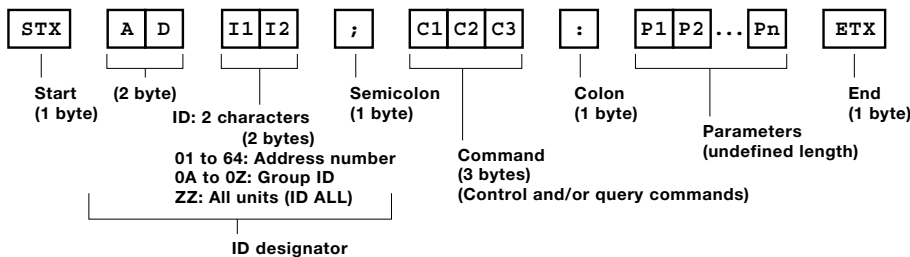 STX A D I1 I2 ; C1 C2 C3 : P1 P2 ... Pn ETX
Start (2 byte) Semicolon Colon End
(1 byte) (1 byte) (1 byte) (1 byte)
ID: 2 characters
(2 bytes)
Parameters
(undefined length)
01 to 64: Address number
0A to 0Z: Group ID
ZZ: All units (ID ALL)
Command
(3 bytes)
(Control and/or query commands)
ID designator